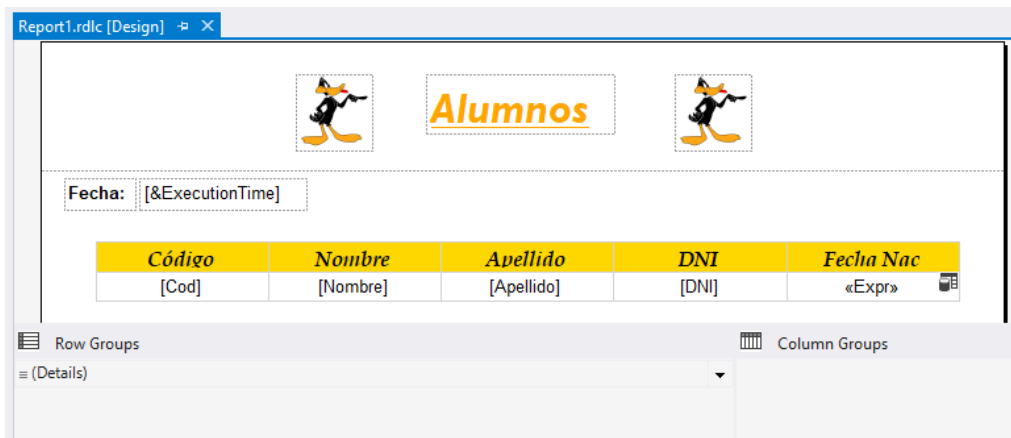 Report1.rdlc [Design]
Alumnos
Fecha: [&ExecutionTime]
Código Nombre Apellido DNI Fecha Nac
[Cod] [Nombre] [Apellido] [DNI] «Expr»
Row Groups Column Groups
(Details)